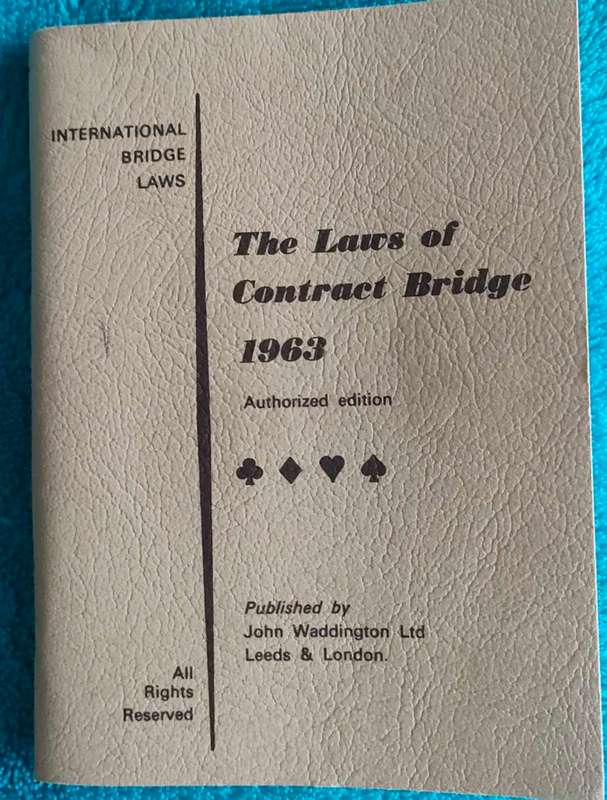 INTERNATIONAL
BRIDGE
LAWS
The Laws of
Contract Bridge
1963
Authorized edition
Published by
John Waddington Ltd
Leeds & London.
All
Rights
Reserved